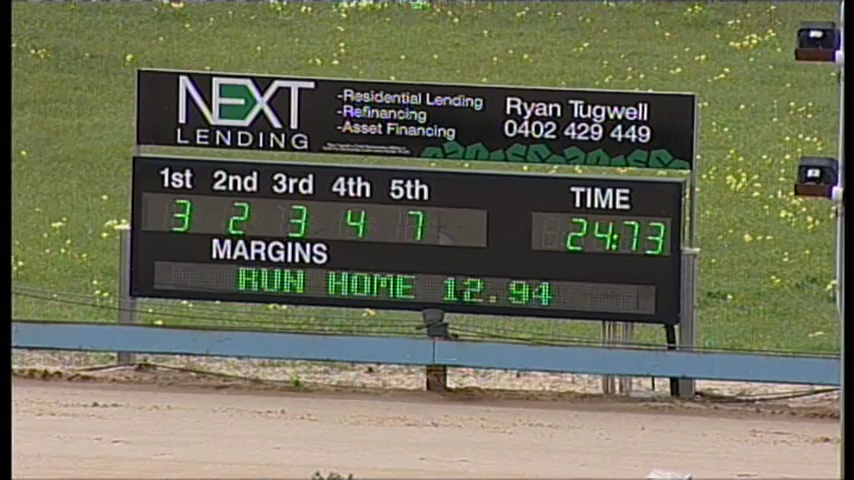 NEXT
LENDING
-Residential Lending
-Refinancing
-Asset Financing
Ryan Tugwell
0402 429 449
1st 2nd 3rd 4th 5th TIME
3 2 3 4 7 24:73
MARGINS
RUN HOME 12.94